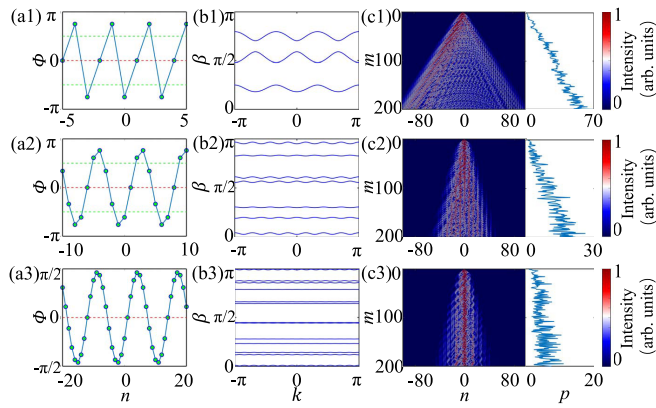 (a1) π Φ 0 -π -5 0 5
(b1) π β π/2 0 -π 0 π
(c1) 0 m 200 -80 0 80 0 70
1 0 Intensity (arb. units)
(a2) π Φ 0 -π -10 0 10
(b2) π β π/2 0 -π 0 π
(c2) 0 m 200 -80 0 80 0 30
1 0 Intensity (arb. units)
(a3) π/2 Φ 0 -π/2 -20 0 20 n
(b3) π β π/2 0 -π 0 π k
(c3) 0 m 200 -80 0 80 n 0 20 p
1 0 Intensity (arb. units)